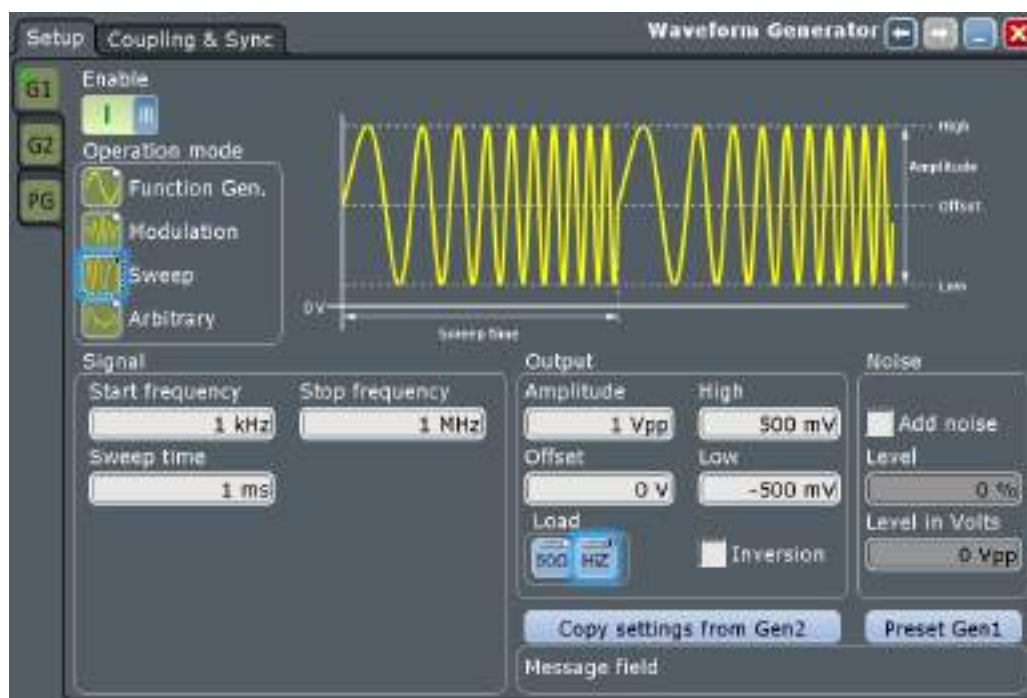 Setup Coupling & Sync Waveform Generator
G1
G2
PG
Enable
Operation mode
Function Gen.
Modulation
Sweep
Arbitrary
High
Amplitude
Offset
Low
0 V
Sweep time
Signal
Start frequency Stop frequency
1 kHz 1 MHz
Sweep time
1 ms
Output
Amplitude High
1 Vpp 500 mV
Offset Low
0 V -500 mV
Load
50Ω HiZ Inversion
Noise
Add noise
Level
0 %
Level in Volts
0 Vpp
Copy settings from Gen2 Preset Gen1
Message field